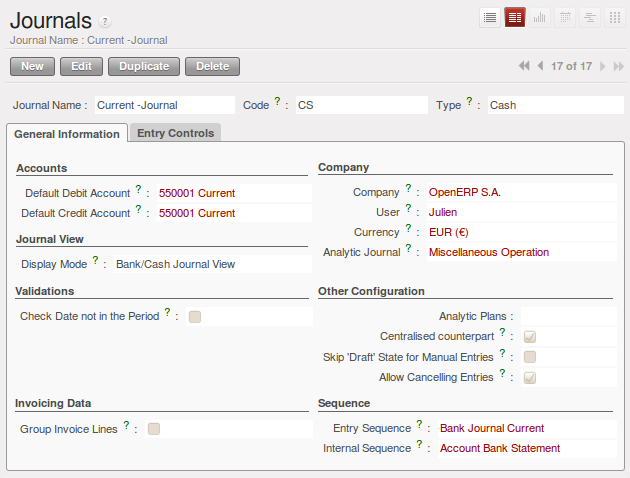 Journals ?
Journal Name : Current -Journal
New Edit Duplicate Delete 17 of 17
Journal Name : Current -Journal Code ? : CS Type ? : Cash
General Information Entry Controls
Accounts
Default Debit Account ? : 550001 Current
Default Credit Account ? : 550001 Current
Journal View
Display Mode ? : Bank/Cash Journal View
Validations
Check Date not in the Period ? :
Invoicing Data
Group Invoice Lines ? :
Company
Company ? : OpenERP S.A.
User ? : Julien
Currency ? : EUR (€)
Analytic Journal ? : Miscellaneous Operation
Other Configuration
Analytic Plans :
Centralised counterpart ? :
Skip 'Draft' State for Manual Entries ? :
Allow Cancelling Entries ? :
Sequence
Entry Sequence ? : Bank Journal Current
Internal Sequence ? : Account Bank Statement